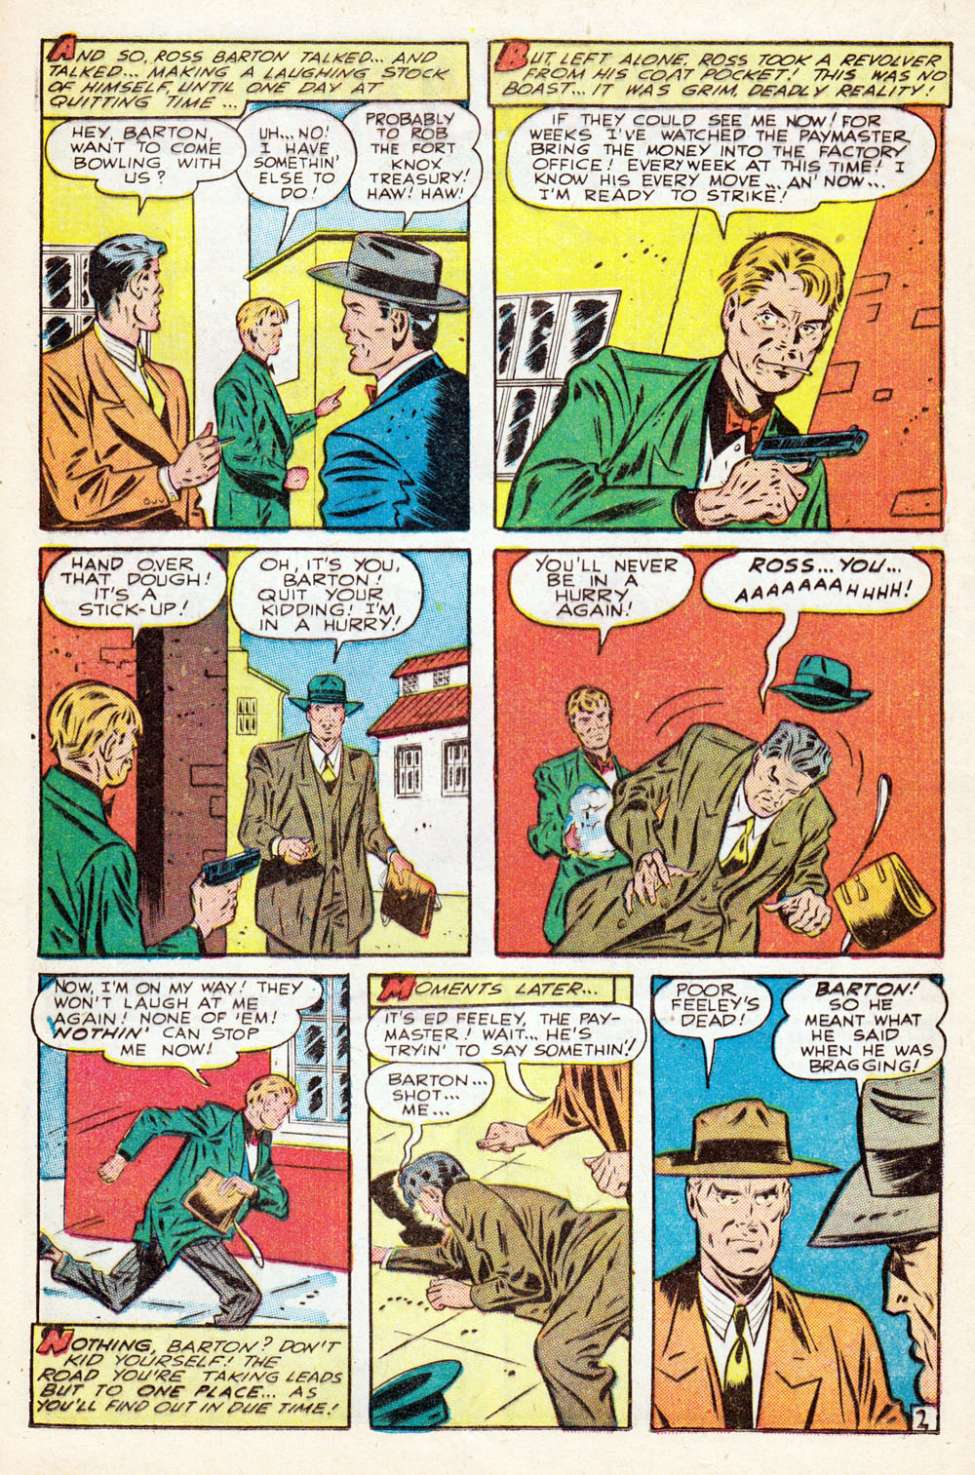 AND SO, ROSS BARTON TALKED... AND
TALKED... MAKING A LAUGHING STOCK
OF HIMSELF, UNTIL ONE DAY AT
QUITTING TIME...
HEY, BARTON,
WANT TO COME
BOWLING WITH
US?
UH... NO!
I HAVE
SOMETHIN'
ELSE TO
DO!
PROBABLY
TO ROB
THE FORT
KNOX
TREASURY!
HAW! HAW!
BUT, LEFT ALONE, ROSS TOOK A REVOLVER
FROM HIS COAT POCKET! THIS WAS NO
BOAST... IT WAS GRIM, DEADLY REALITY!
IF THEY COULD SEE ME NOW! FOR
WEEKS I'VE WATCHED THE PAYMASTER
BRING THE MONEY INTO THE FACTORY
OFFICE! EVERY WEEK AT THIS TIME! I
KNOW HIS EVERY MOVE... AN' NOW...
I'M READY TO STRIKE!
HAND OVER
THAT DOUGH!
IT'S A
STICK-UP!
OH, IT'S YOU,
BARTON!
QUIT YOUR
KIDDING! I'M
IN A HURRY!
YOU'LL NEVER
BE IN A
HURRY
AGAIN!
ROSS... YOU...
AAAAAAAHHHH!
NOW, I'M ON MY WAY! THEY
WON'T LAUGH AT ME
AGAIN! NONE OF 'EM!
NOTHIN' CAN STOP
ME NOW!
NOTHING, BARTON? DON'T
KID YOURSELF! THE
ROAD YOU'RE TAKING LEADS
BUT TO ONE PLACE... AS
YOU'LL FIND OUT IN DUE TIME!
MOMENTS LATER...
IT'S ED FEELEY, THE PAY-
MASTER! WAIT... HE'S
TRYIN' TO SAY SOMETHIN'!
BARTON...
SHOT...
ME...
POOR
FEELEY'S
DEAD!
BARTON!
SO HE
MEANT WHAT
HE SAID
WHEN HE WAS
BRAGGING!
2